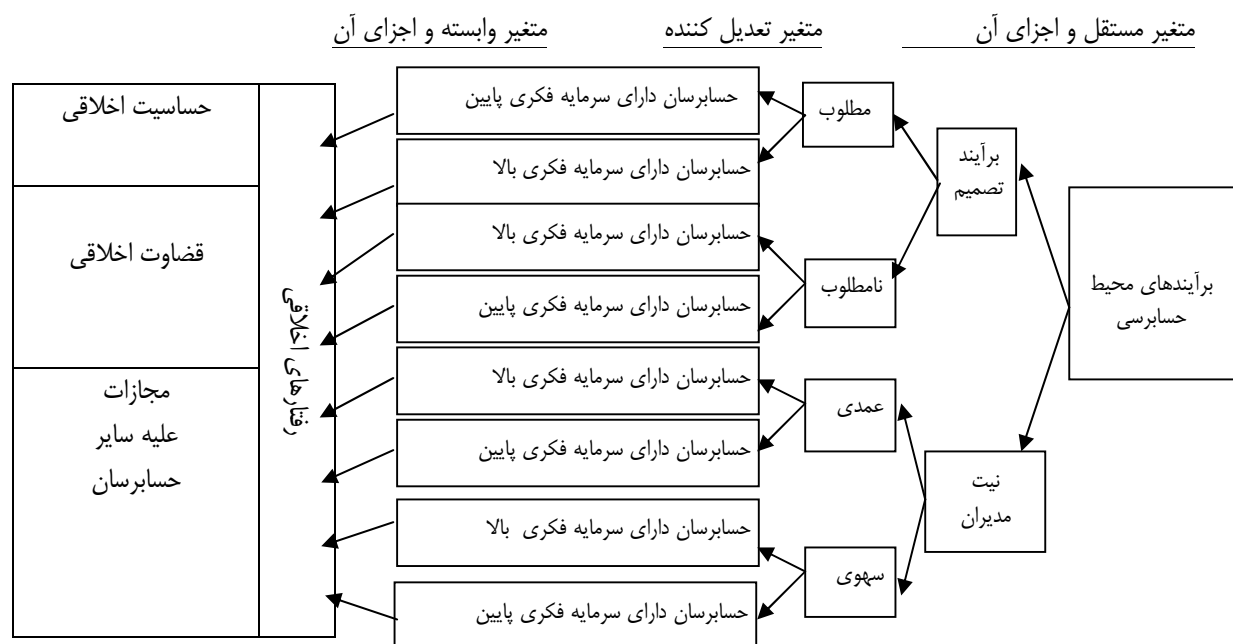 متغیر مستقل و اجزای آن
متغیر تعدیل کننده
متغیر وابسته و اجزای آن
برآیندهای محیط
حسابرسی
برآیند
تصمیم
نیت
مدیران
مطلوب
نامطلوب
عمدی
سهوی
حسابرسان دارای سرمایه فکری پایین
حسابرسان دارای سرمایه فکری بالا
حسابرسان دارای سرمایه فکری بالا
حسابرسان دارای سرمایه فکری پایین
حسابرسان دارای سرمایه فکری بالا
حسابرسان دارای سرمایه فکری پایین
حسابرسان دارای سرمایه فکری بالا
حسابرسان دارای سرمایه فکری پایین
رفتارهای اخلاقی
حساسیت اخلاقی
قضاوت اخلاقی
مجازات
علیه سایر
حسابرسان